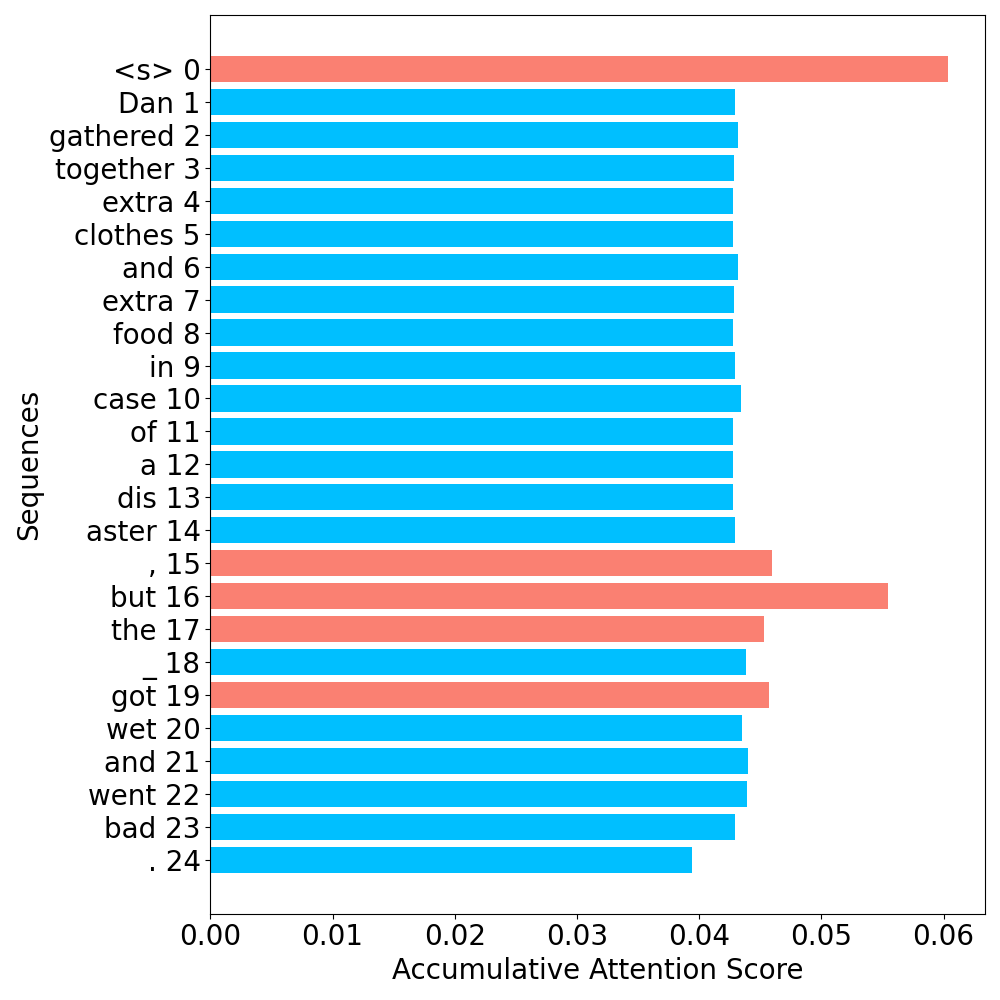 <s> 0
Dan 1
gathered 2
together 3
extra 4
clothes 5
and 6
extra 7
food 8
in 9
case 10
of 11
a 12
dis 13
aster 14
, 15
but 16
the 17
_ 18
got 19
wet 20
and 21
went 22
bad 23
. 24
Sequences
0.00 0.01 0.02 0.03 0.04 0.05 0.06
Accumulative Attention Score